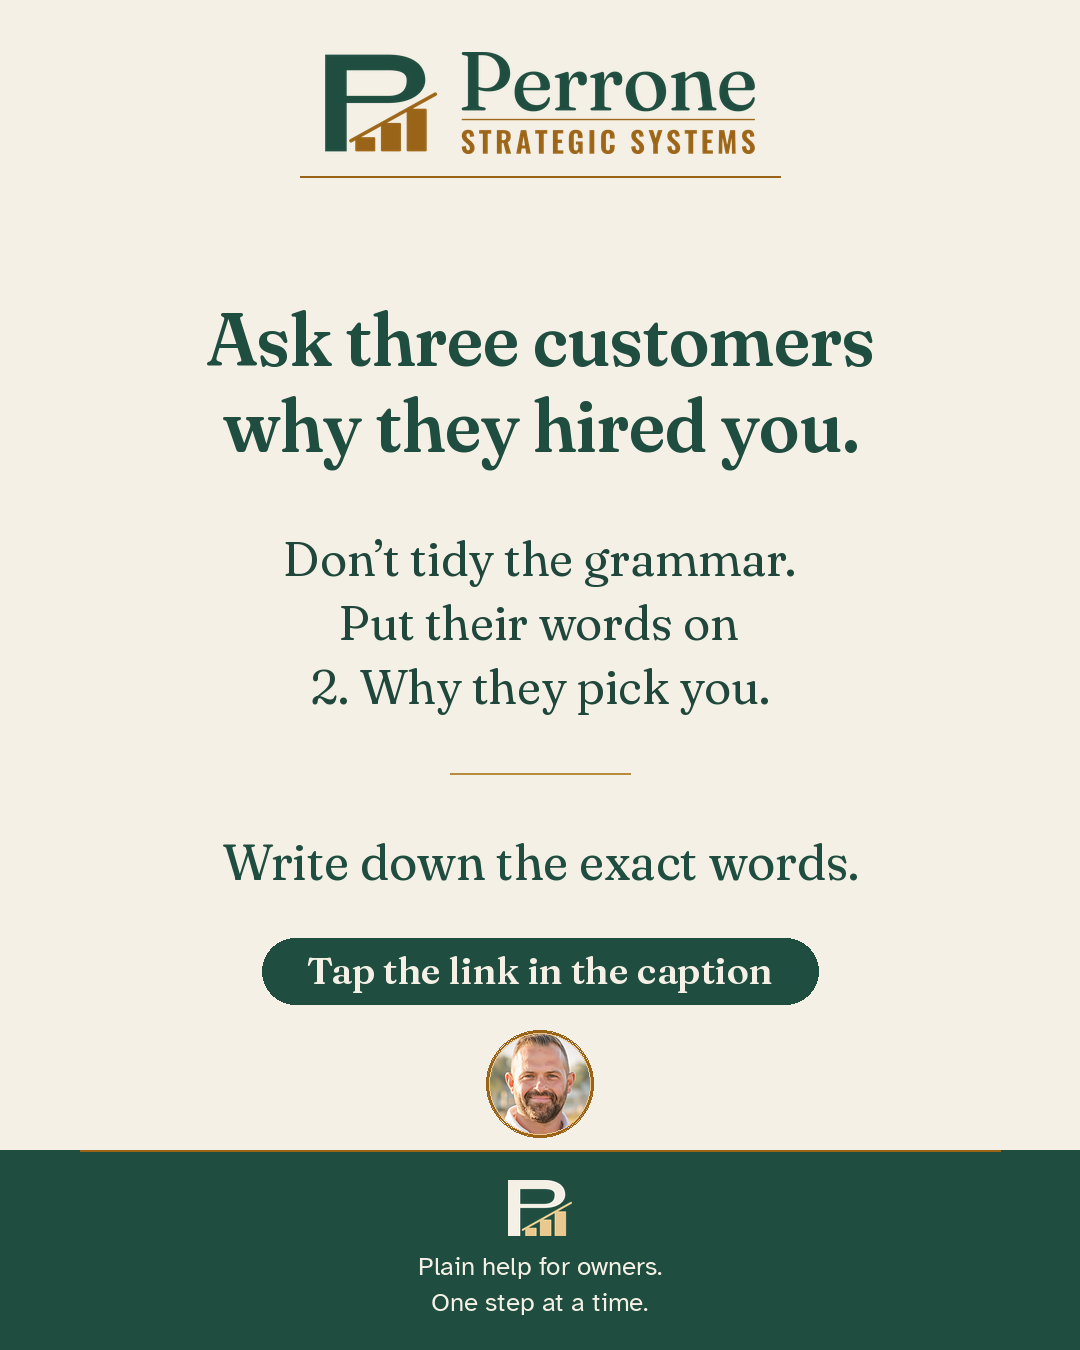 Perrone
STRATEGIC SYSTEMS
Ask three customers
why they hired you.
Don’t tidy the grammar.
Put their words on
2. Why they pick you.
Write down the exact words.
Tap the link in the caption
Plain help for owners.
One step at a time.